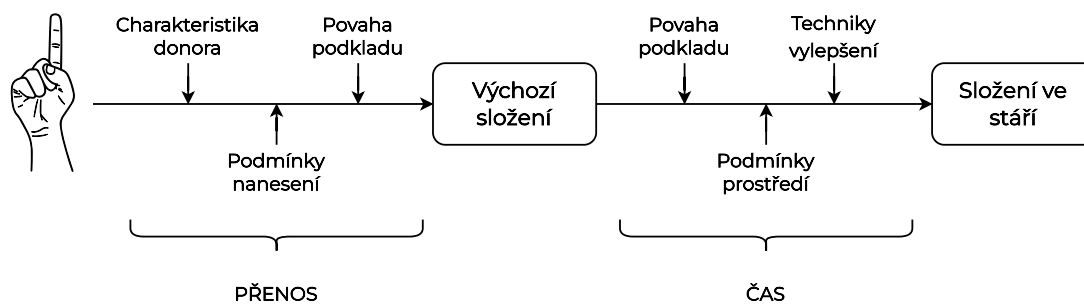 Charakteristika
donora
Povaha
podkladu
Podmínky
nanesení
PŘENOS
Výchozí
složení
Povaha
podkladu
Techniky
vylepšení
Podmínky
prostředí
ČAS
Složení ve
stáří